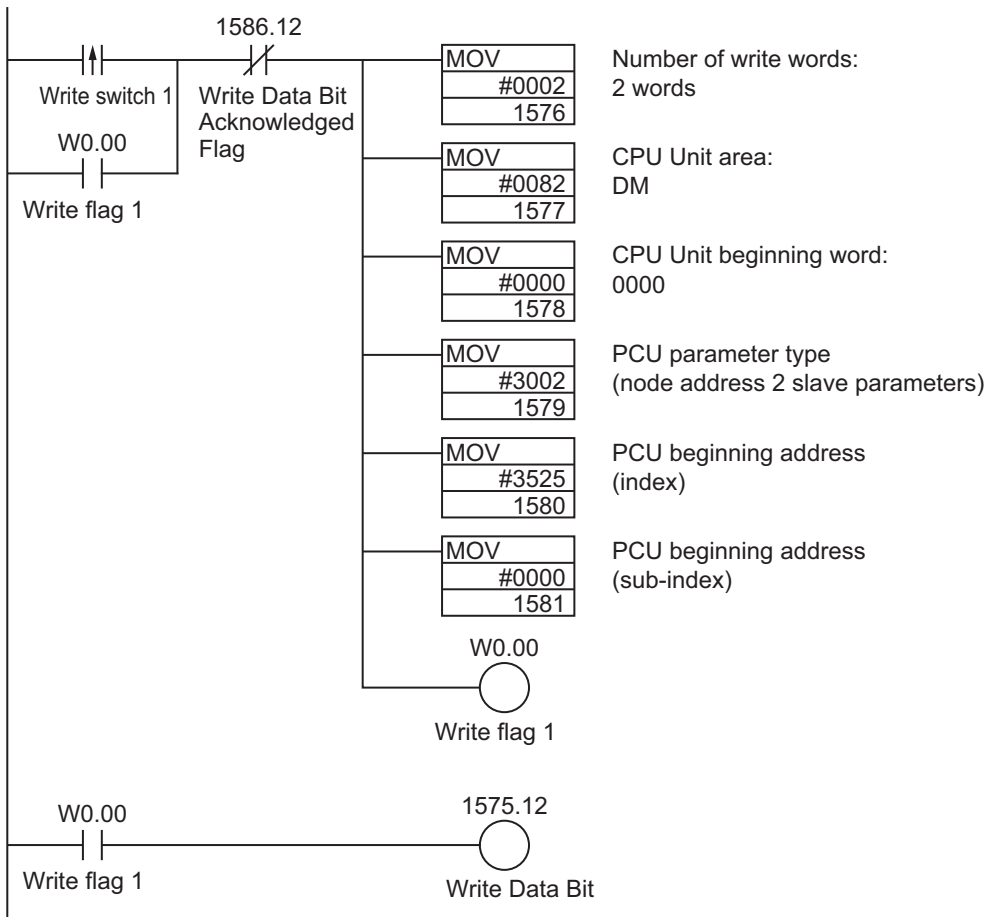 1586.12
Write switch 1
Write Data Bit
Acknowledged
Flag
W0.00
Write flag 1
MOV
#0002
1576
Number of write words:
2 words
MOV
#0082
1577
CPU Unit area:
DM
MOV
#0000
1578
CPU Unit beginning word:
0000
MOV
#3002
1579
PCU parameter type
(node address 2 slave parameters)
MOV
#3525
1580
PCU beginning address
(index)
MOV
#0000
1581
PCU beginning address
(sub-index)
W0.00
Write flag 1
W0.00
Write flag 1
1575.12
Write Data Bit